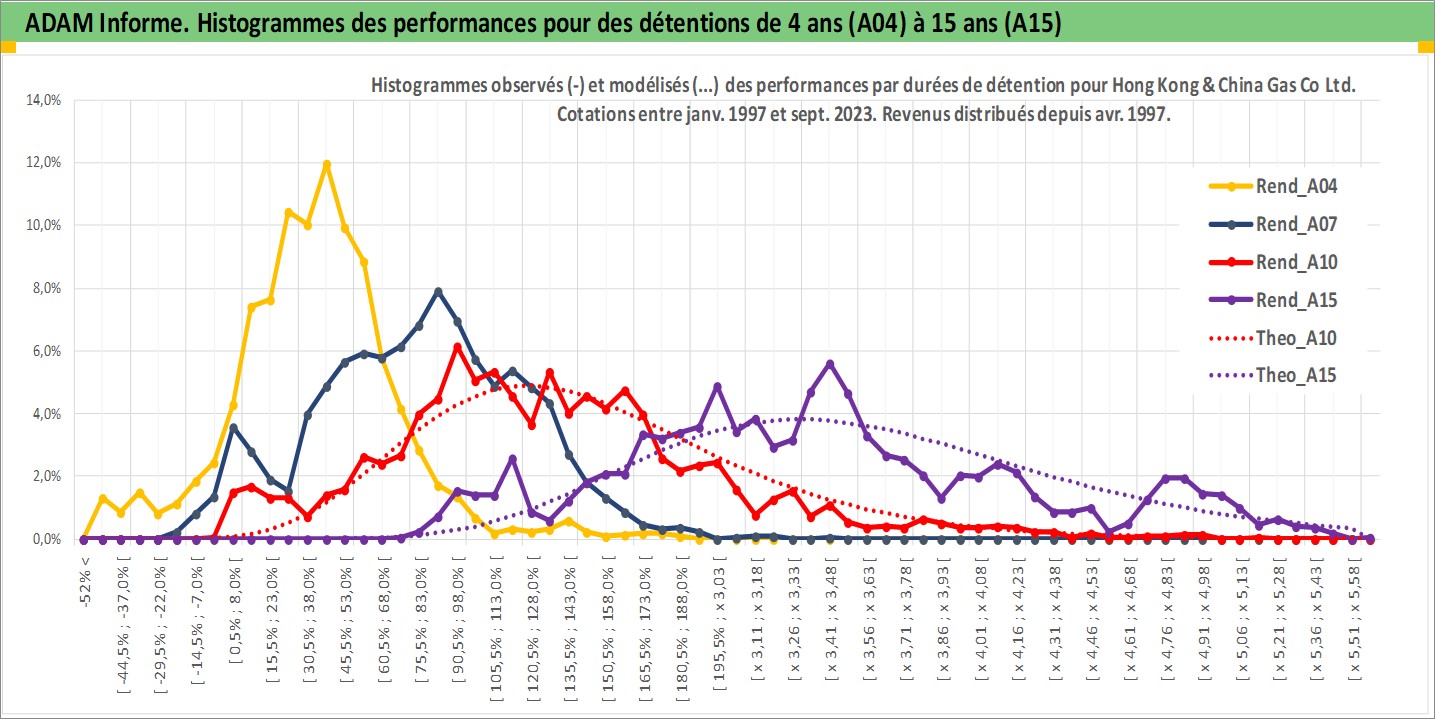 ADAM Informe. Histogrammes des performances pour des détentions de 4 ans (A04) à 15 ans (A15)
Histogrammes observés (-) et modélisés (...) des performances par durées de détention pour Hong Kong & China Gas Co Ltd.
Cotations entre janv. 1997 et sept. 2023. Revenus distribués depuis avr. 1997.
14,0%
12,0%
10,0%
8,0%
6,0%
4,0%
2,0%
0,0%
Rend_A04
Rend_A07
Rend_A10
Rend_A15
Theo_A10
Theo_A15
-52% <
[ -44,5% ; -37,0% [
[ -29,5% ; -22,0% [
[ -14,5% ; -7,0% [
[ 0,5% ; 8,0% [
[ 15,5% ; 23,0% [
[ 30,5% ; 38,0% [
[ 45,5% ; 53,0% [
[ 60,5% ; 68,0% [
[ 75,5% ; 83,0% [
[ 90,5% ; 98,0% [
[ 105,5% ; 113,0% [
[ 120,5% ; 128,0% [
[ 135,5% ; 143,0% [
[ 150,5% ; 158,0% [
[ 165,5% ; 173,0% [
[ 180,5% ; 188,0% [
[ 195,5% ; x 3,03 [
[ x 3,11 ; x 3,18 [
[ x 3,26 ; x 3,33 [
[ x 3,41 ; x 3,48 [
[ x 3,56 ; x 3,63 [
[ x 3,71 ; x 3,78 [
[ x 3,86 ; x 3,93 [
[ x 4,01 ; x 4,08 [
[ x 4,16 ; x 4,23 [
[ x 4,31 ; x 4,38 [
[ x 4,46 ; x 4,53 [
[ x 4,61 ; x 4,68 [
[ x 4,76 ; x 4,83 [
[ x 4,91 ; x 4,98 [
[ x 5,06 ; x 5,13 [
[ x 5,21 ; x 5,28 [
[ x 5,36 ; x 5,43 [
[ x 5,51 ; x 5,58 [